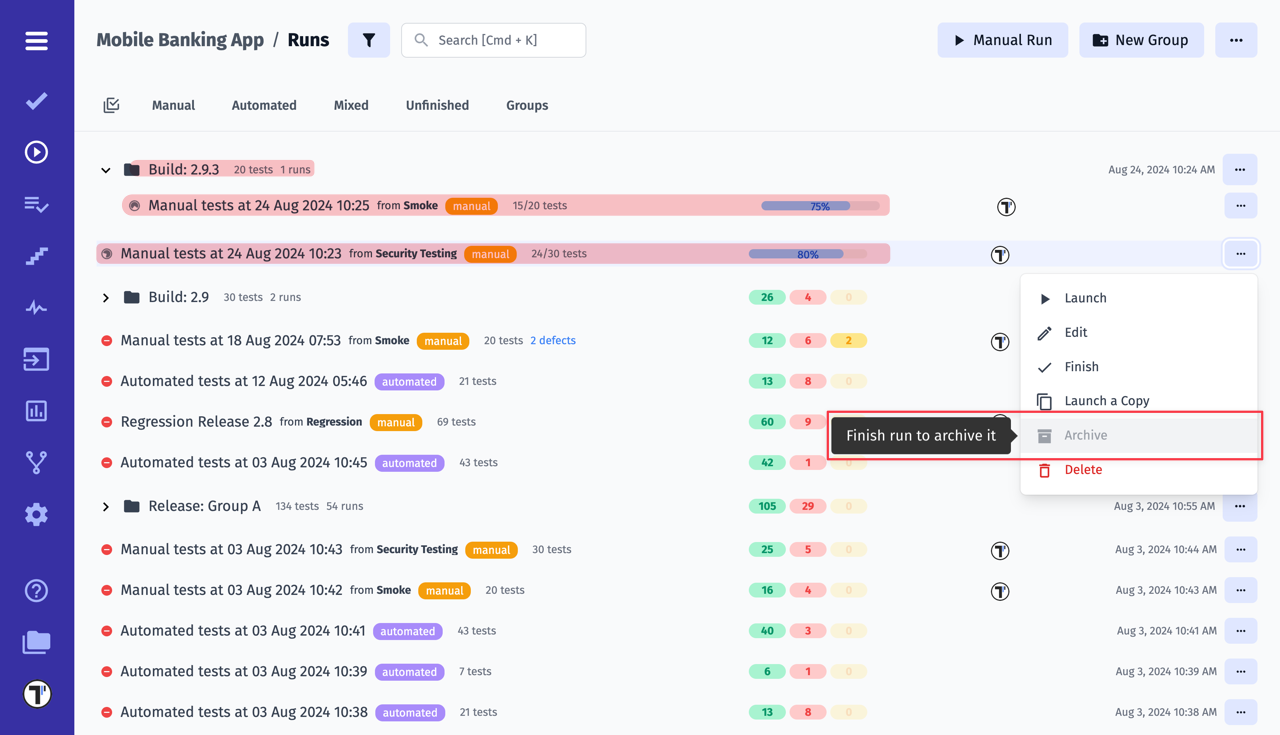 Mobile Banking App / Runs
Search [Cmd + K]
Manual Run
New Group
Manual
Automated
Mixed
Unfinished
Groups
Build: 2.9.3 20 tests 1 runs
Aug 24, 2024 10:24 AM
Manual tests at 24 Aug 2024 10:25 from Smoke manual 15/20 tests 75%
Manual tests at 24 Aug 2024 10:23 from Security Testing manual 24/30 tests 80%
Build: 2.9 30 tests 2 runs 26 4 0
Manual tests at 18 Aug 2024 07:53 from Smoke manual 20 tests 2 defects 12 6 2
Automated tests at 12 Aug 2024 05:46 automated 21 tests 13 8 0
Regression Release 2.8 from Regression manual 69 tests 60 9
Automated tests at 03 Aug 2024 10:45 automated 43 tests 42 1
Launch
Edit
Finish
Launch a Copy
Finish run to archive it
Archive
Delete
Release: Group A 134 tests 54 runs 105 29 0 Aug 3, 2024 10:55 AM
Manual tests at 03 Aug 2024 10:43 from Security Testing manual 30 tests 25 5 0 Aug 3, 2024 10:44 AM
Manual tests at 03 Aug 2024 10:42 from Smoke manual 20 tests 16 4 0 Aug 3, 2024 10:43 AM
Automated tests at 03 Aug 2024 10:41 automated 43 tests 40 3 0 Aug 3, 2024 10:41 AM
Automated tests at 03 Aug 2024 10:39 automated 7 tests 6 1 0 Aug 3, 2024 10:39 AM
Automated tests at 03 Aug 2024 10:38 automated 21 tests 13 8 0 Aug 3, 2024 10:38 AM